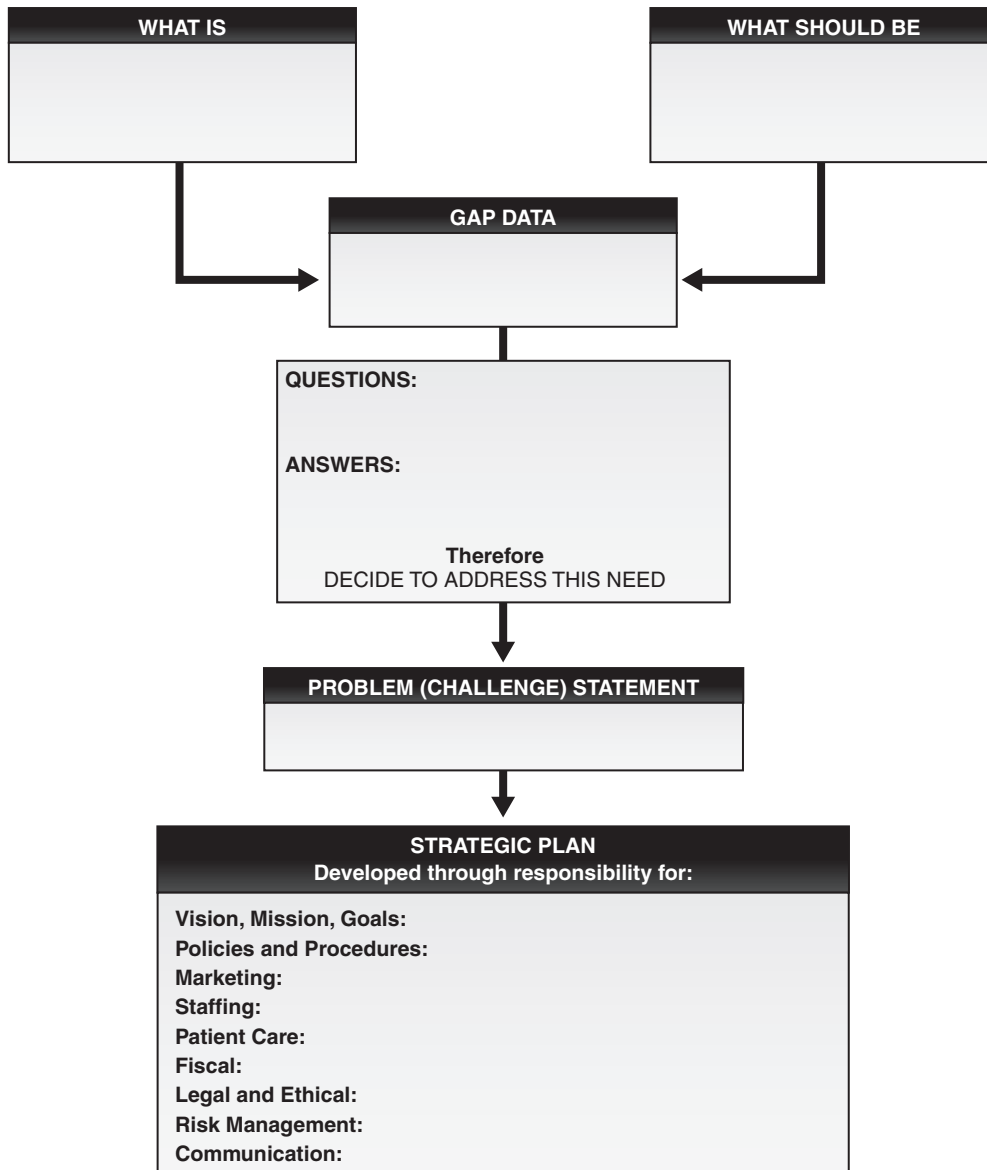 WHAT IS
WHAT SHOULD BE
GAP DATA
QUESTIONS:
ANSWERS:
Therefore
DECIDE TO ADDRESS THIS NEED
PROBLEM (CHALLENGE) STATEMENT
STRATEGIC PLAN
Developed through responsibility for:
Vision, Mission, Goals:
Policies and Procedures:
Marketing:
Staffing:
Patient Care:
Fiscal:
Legal and Ethical:
Risk Management:
Communication: